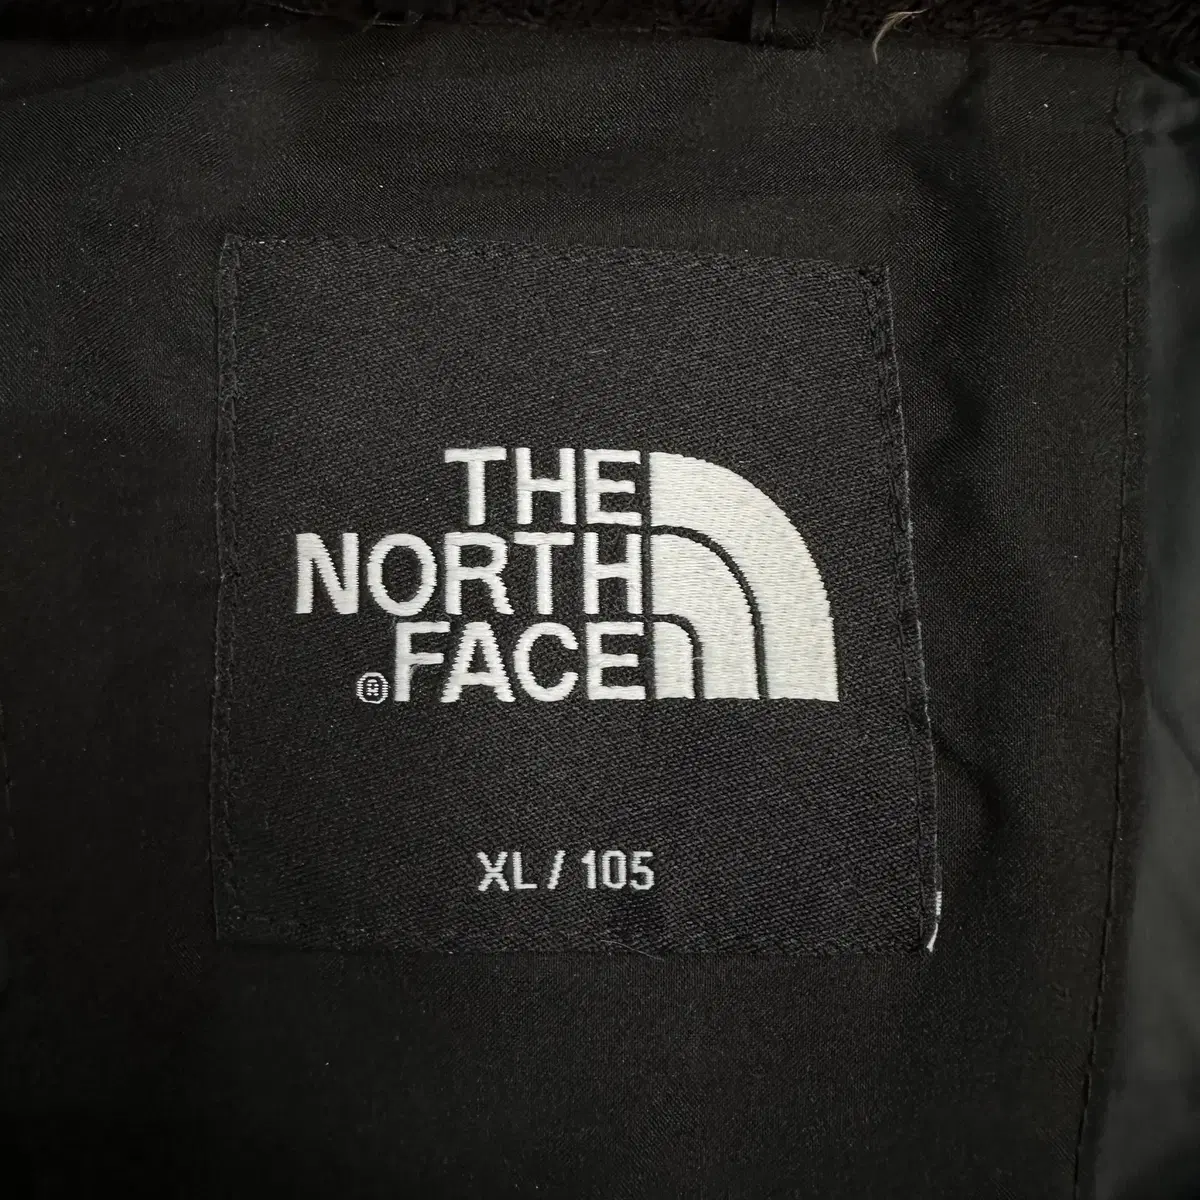 THE
NORTH
®FACE
XL / 105